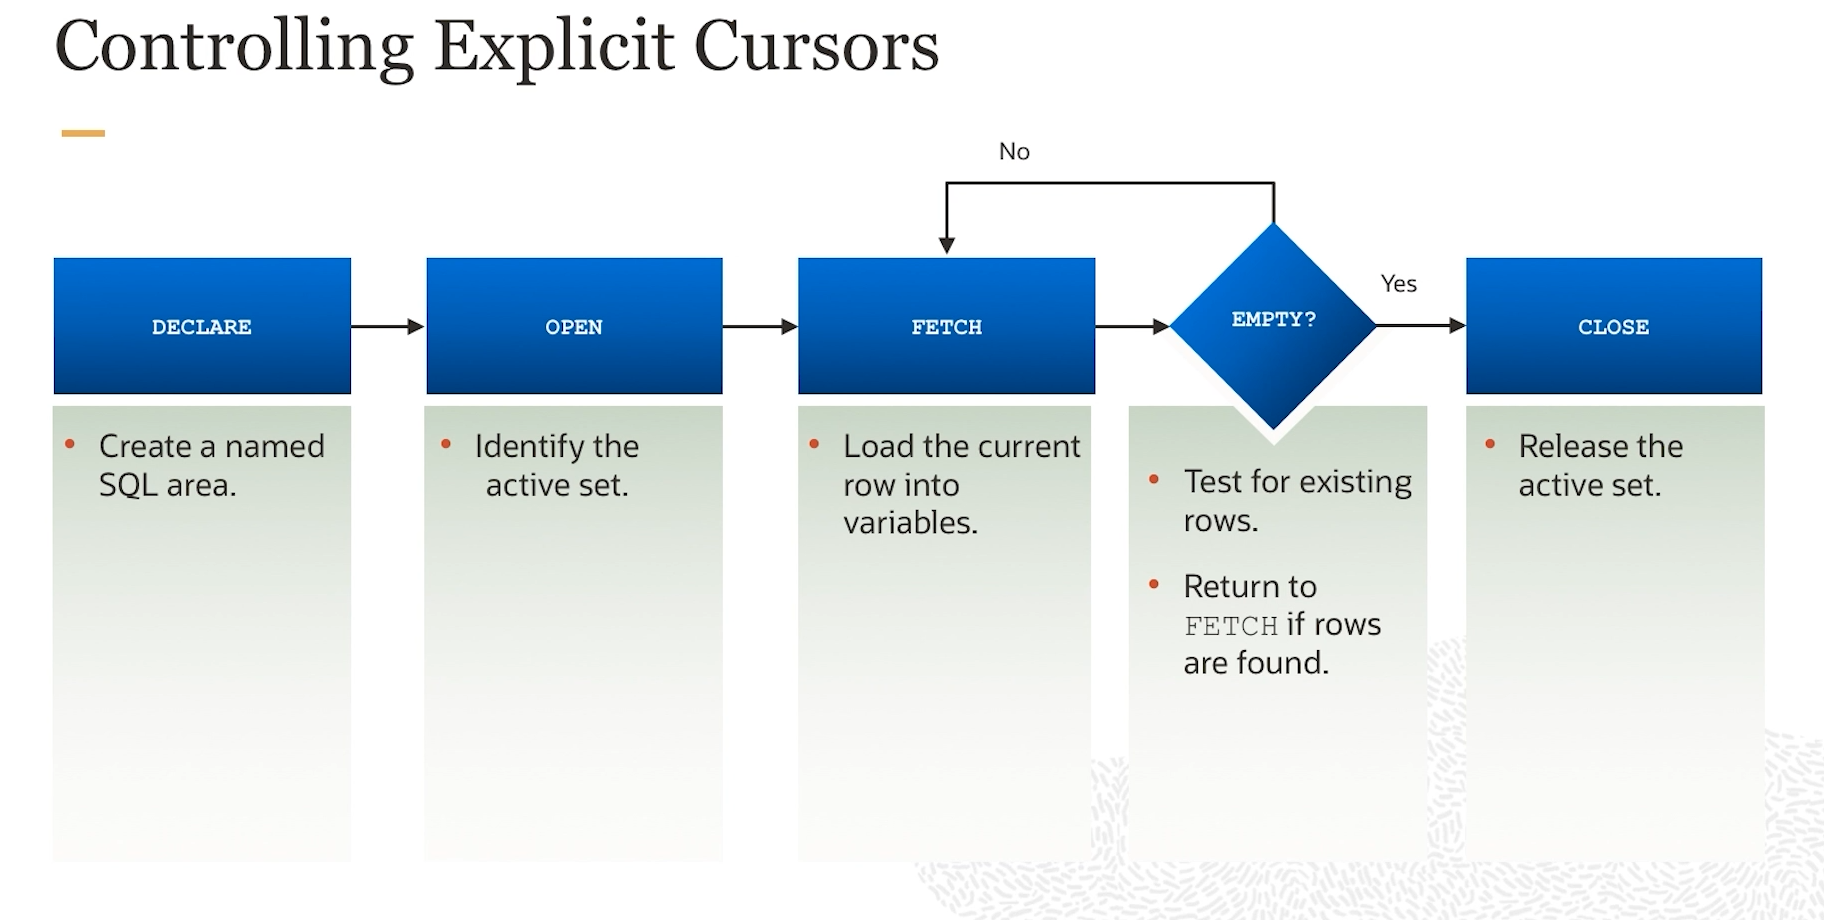 Controlling Explicit Cursors
No
Yes
DECLARE
OPEN
FETCH
EMPTY?
CLOSE
• Create a named
SQL area.
• Identify the
active set.
• Load the current
row into
variables.
• Test for existing
rows.
• Return to
FETCH if rows
are found.
• Release the
active set.